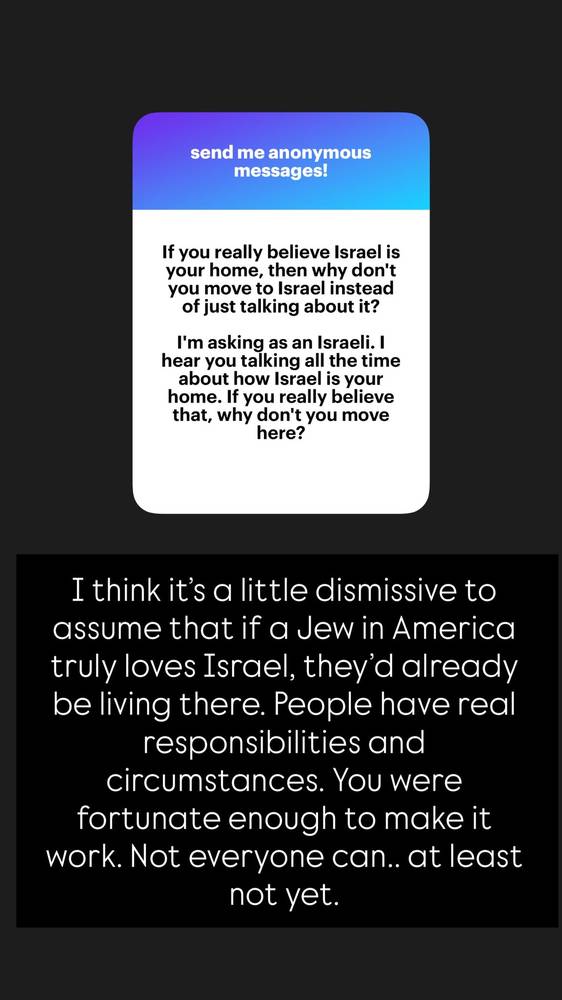 send me anonymous
messages!
If you really believe Israel is
your home, then why don't
you move to Israel instead
of just talking about it?
I'm asking as an Israeli. I
hear you talking all the time
about how Israel is your
home. If you really believe
that, why don't you move
here?
I think it's a little dismissive to
assume that if a Jew in America
truly loves Israel, they'd already
be living there. People have real
responsibilities and
circumstances. You were
fortunate enough to make it
work. Not everyone can.. at least
not yet.